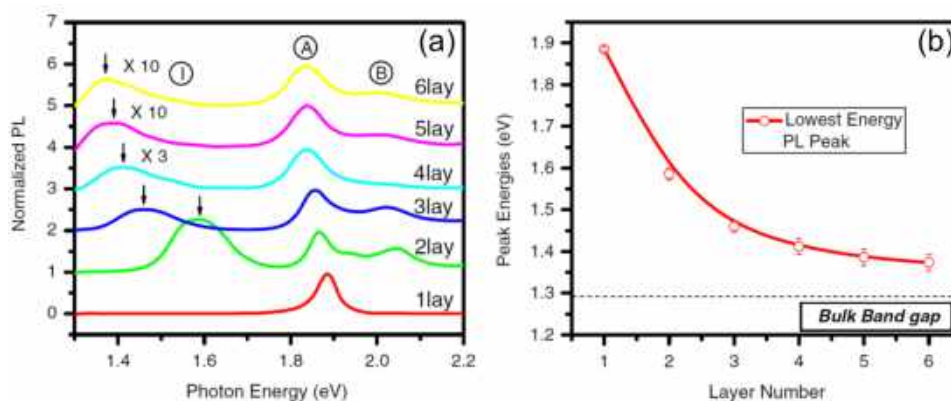 (a)
7
6
5
4
3
2
1
0
Normalized PL
X 10
I
A
B
6lay
X 10
5lay
X 3
4lay
3lay
2lay
1lay
1.4 1.6 1.8 2.0 2.2
Photon Energy (eV)
(b)
1.9
1.8
1.7
1.6
1.5
1.4
1.3
1.2
Peak Energies (eV)
Lowest Energy
PL Peak
Bulk Band gap
1 2 3 4 5 6
Layer Number